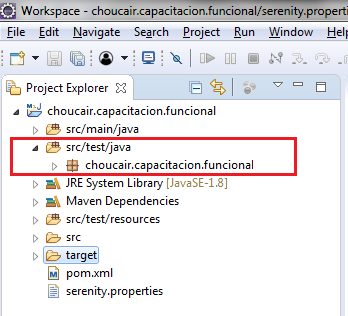 Workspace - choucair.capacitacion.funcional/serenity.properti
File Edit Source Refactor Navigate Search Project Run Window
Project Explorer
choucair.capacitacion.funcional
src/main/java
src/test/java
choucair.capacitacion.funcional
JRE System Library [JavaSE-1.8]
Maven Dependencies
src/test/resources
src
target
pom.xml
serenity.properties